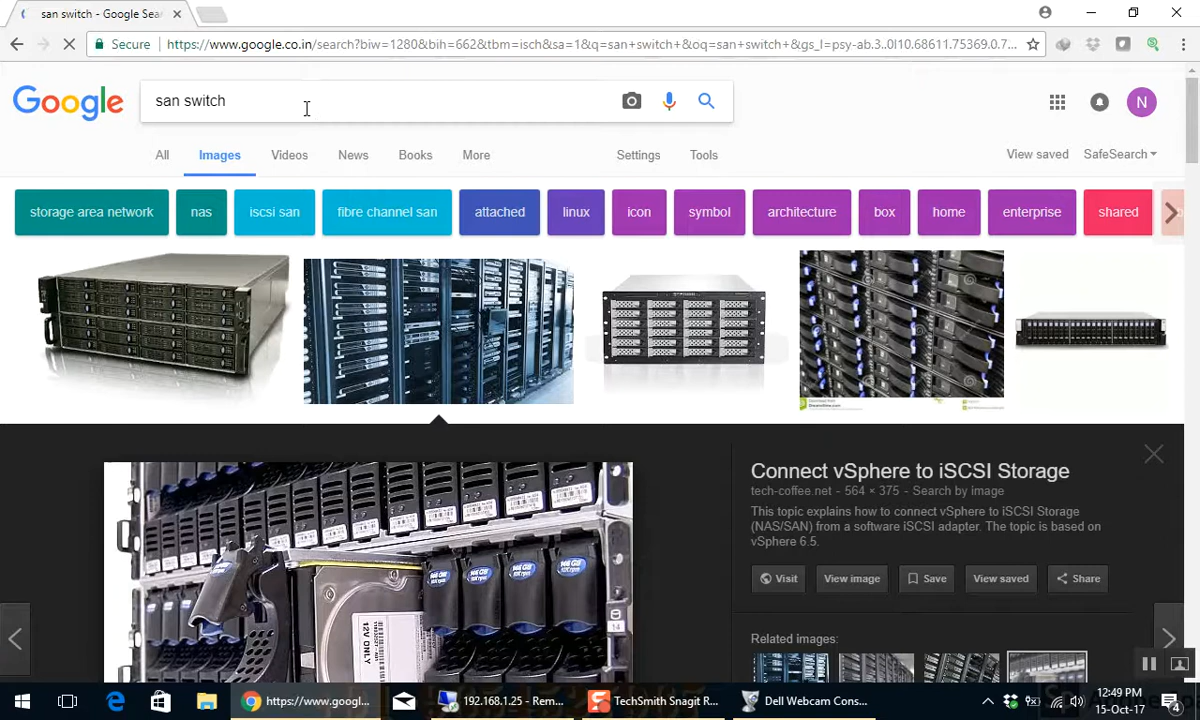 san switch - Google Sea
Secure
https://www.google.co.in/search?biw=1280&bih=662&tbm=isch&sa=1&q=san+switch+&oq=san+switch+&gs_l=psy-ab.3..0l10.68611.75369.0.7...
Google
san switch
N
All
Images
Videos
News
Books
More
Settings
Tools
View saved
SafeSearch
storage area network
nas
iscsi san
fibre channel san
attached
linux
icon
symbol
architecture
box
home
enterprise
shared
Connect vSphere to iSCSI Storage
tech-coffee.net - 564 × 375 - Search by image
This topic explains how to connect vSphere to iSCSI Storage
(NAS/SAN) from a software iSCSI adapter. The topic is based on
vSphere 6.5.
Visit
View image
Save
View saved
Share
Related images:
12V ONLY
14
https://www.googl...
192.168.1.25 - Rem...
TechSmith Snagit R...
Dell Webcam Cons...
12:49 PM
15-Oct-17
4